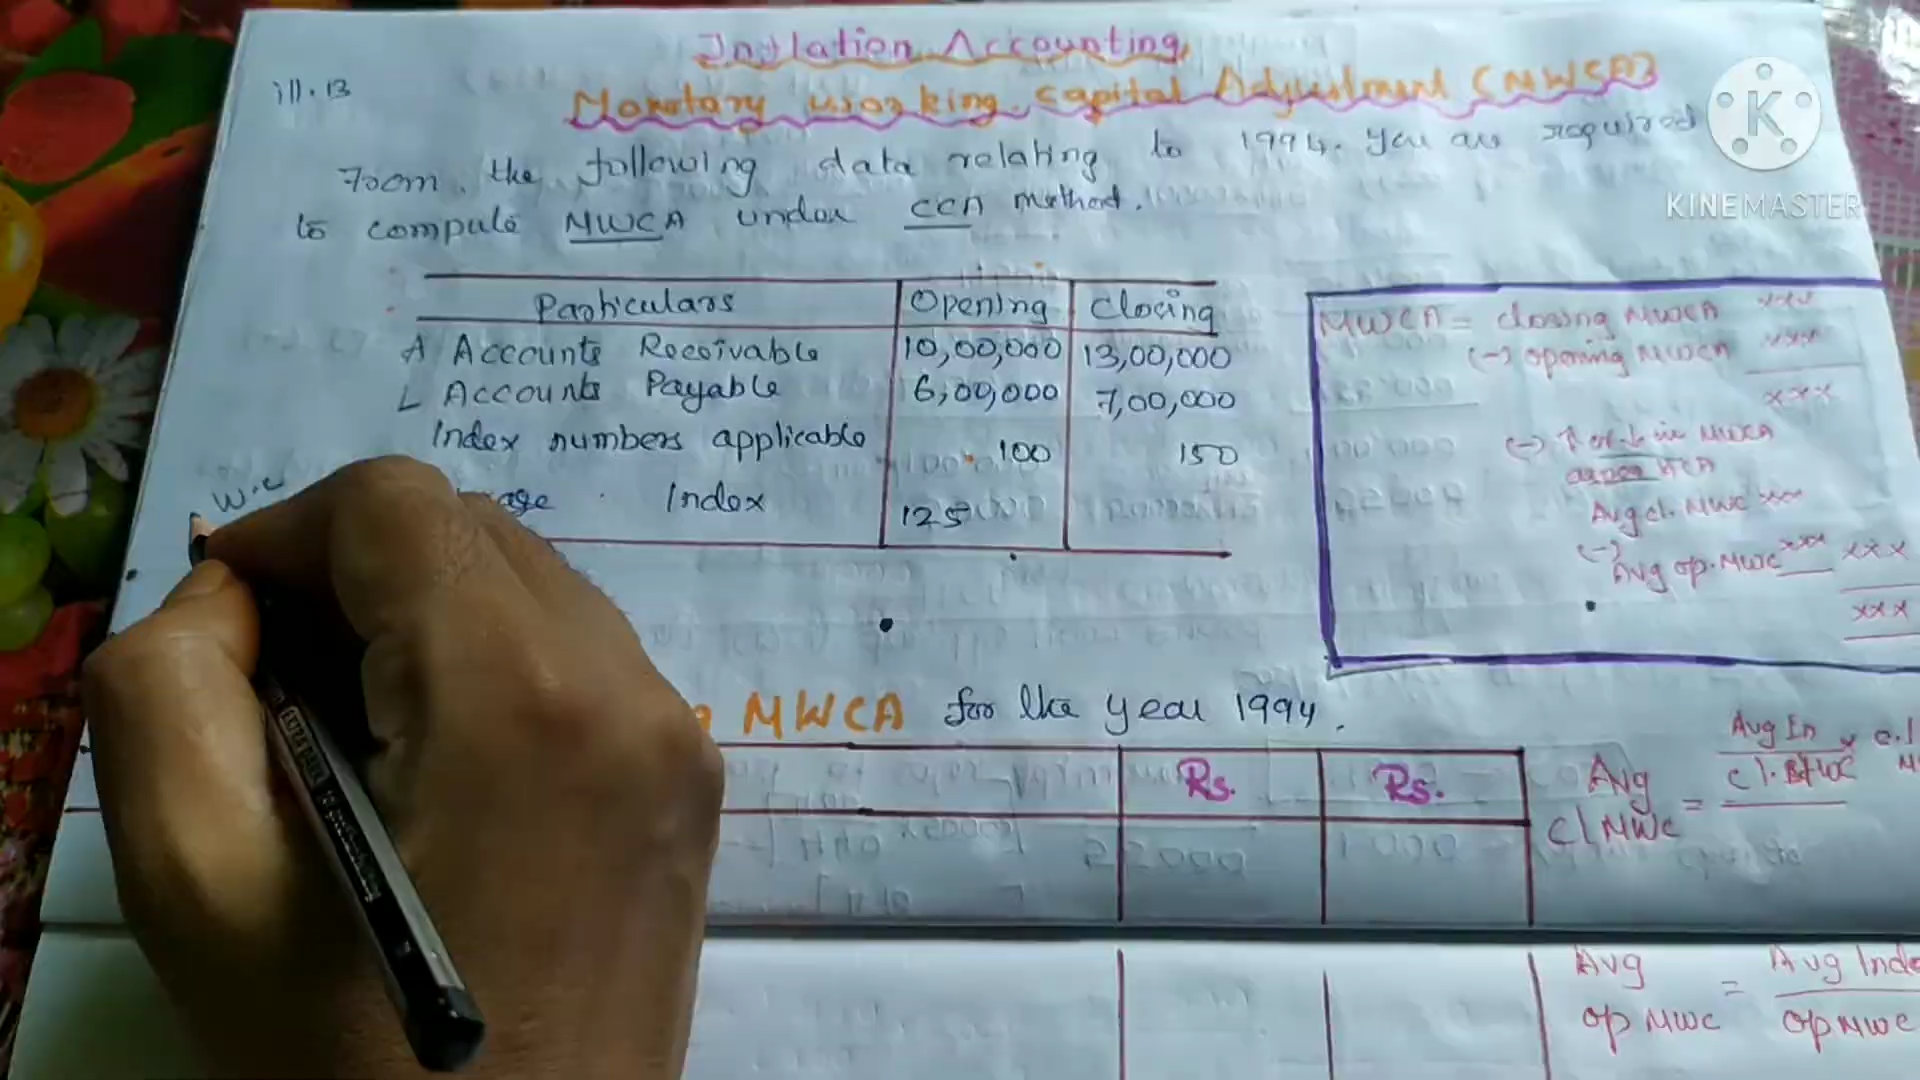 Inflation Accounting
ill. 13
Monetary working capital Adjustment (MWCA)
From the following data relating to 1994. You are required
to compute MWCA under CCA method.
Particulars Opening Closing
A Accounts Receivable 10,00,000 13,00,000
L Accounts Payable 6,00,000 7,00,000
Index numbers applicable 100 150
W.C
Index 125
MWCA = closing MWCA xxx
(-) opening MWCA xxx
xxx
(-) ↑ or ↓ in MWCA
Avg cl. MWC xxx
(-) Avg op. MWC xxx xxx
xxx
MWCA for the year 1994.
Rs. Rs.
Avg cl MWC =
Avg op MWC =
K
KINEMASTER
AVG In
Avg
op MWC